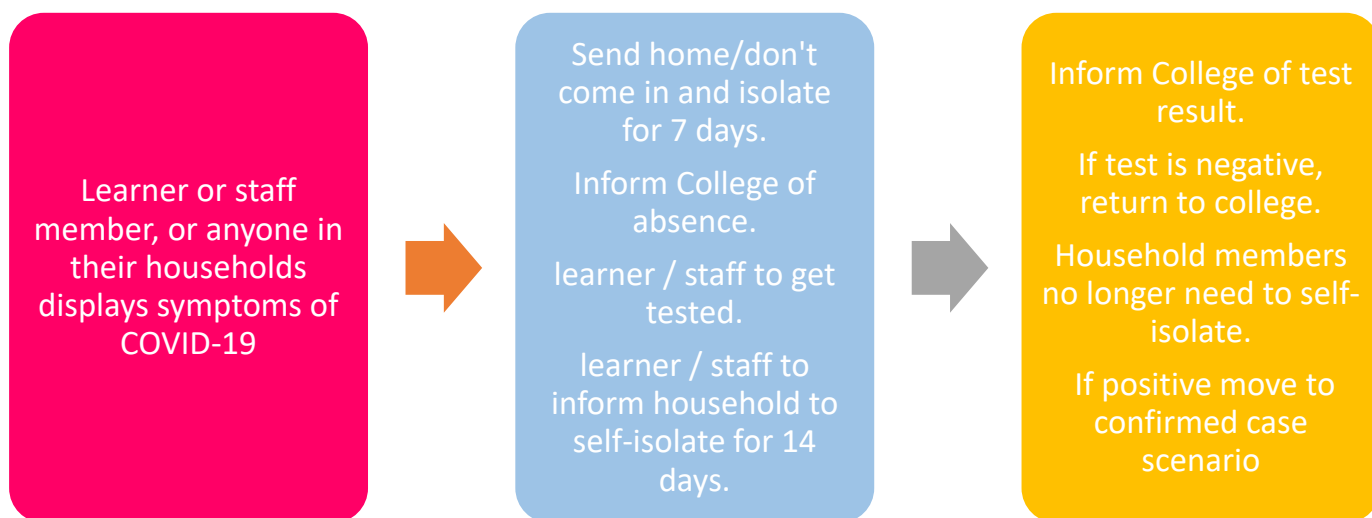 Learner or staff
member, or anyone in
their households
displays symptoms of
COVID-19
Send home/don't
come in and isolate
for 7 days.
Inform College of
absence.
learner / staff to get
tested.
learner / staff to
inform household to
self-isolate for 14
days.
Inform College of test
result.
If test is negative,
return to college.
Household members
no longer need to self-
isolate.
If positive move to
confirmed case
scenario